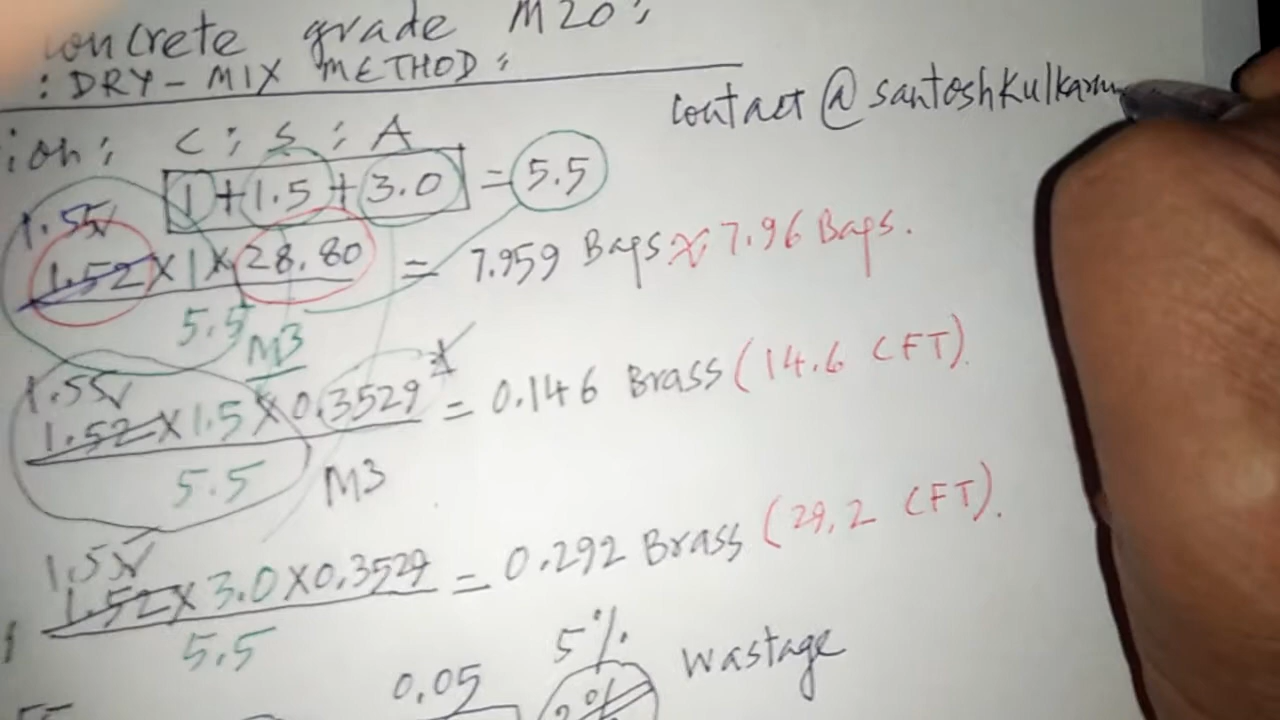 concrete grade M20:
: DRY-MIX METHOD:
contact @ santoshkulkarn
ion: C : S : A
1 + 1.5 + 3.0 = 5.5
1.55
1.52 × 1 × 28.80 = 7.959 Bags ≈ 7.96 Bags.
5.5
M3
1.55
1.52 × 1.5 × 0.3529 = 0.146 Brass (14.6 CFT).
5.5 M3
1.55
1.52 × 3.0 × 0.3529 = 0.292 Brass (29.2 CFT).
5.5
5%
0.05 wastage